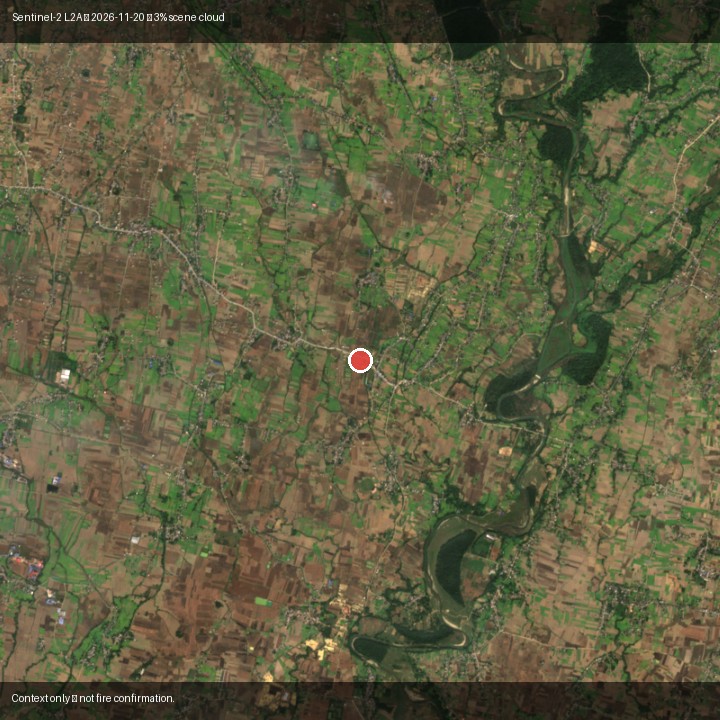 Sentinel-2 L2A▯2026-11-20▯3% scene cloud
Context only▯not fire confirmation.